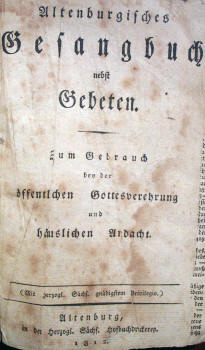 Altenburgisches
Gesangbuch
nebst
Gebeten.
Zum Gebrauch
bey der
öffentlichen Gottesverehrung
und
häuslichen Andacht.
(Mit herzogl. Sächs. gnädigstem Privilegio.)
Altenburg,
in der Herzogl. Sächs. Hofbuchdruckerey.
1812.